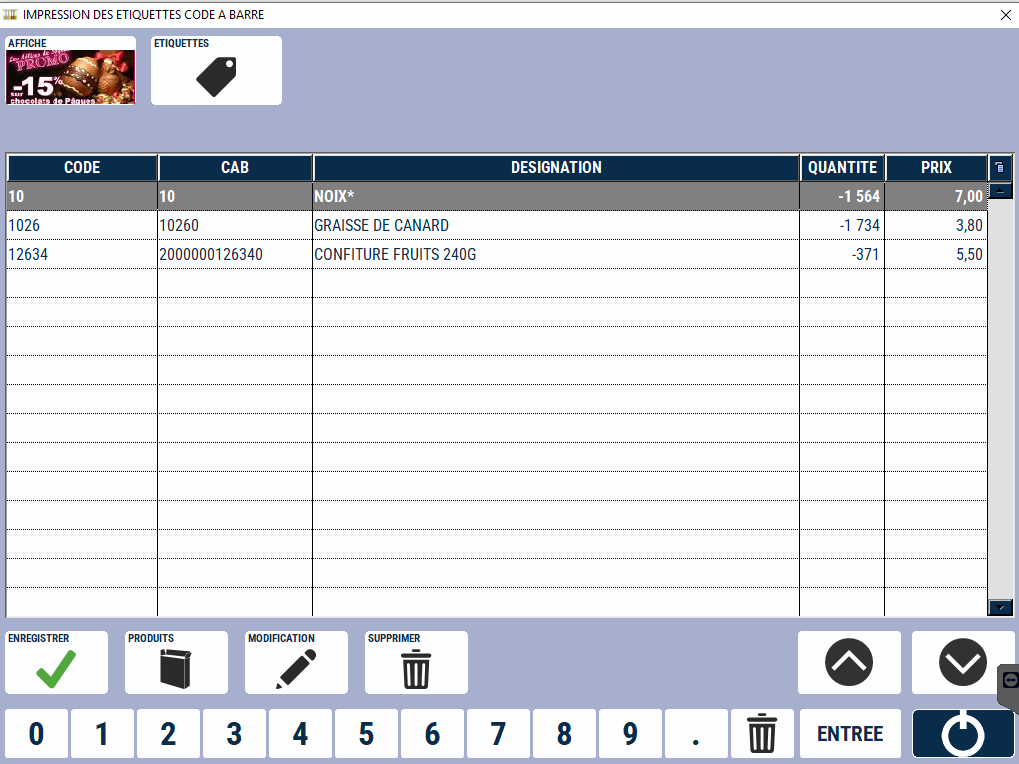 IMPRESSION DES ETIQUETTES CODE A BARRE
AFFICHE
ETIQUETTES
Les délices de
PROMO
-15%
sur
chocolats de Pâques
CODE CAB DESIGNATION QUANTITE PRIX
10 10 NOIX* -1 564 7,00
1026 10260 GRAISSE DE CANARD -1 734 3,80
12634 2000000126340 CONFITURE FRUITS 240G -371 5,50
ENREGISTRER
PRODUITS
MODIFICATION
SUPPRIMER
0 1 2 3 4 5 6 7 8 9 . ENTREE